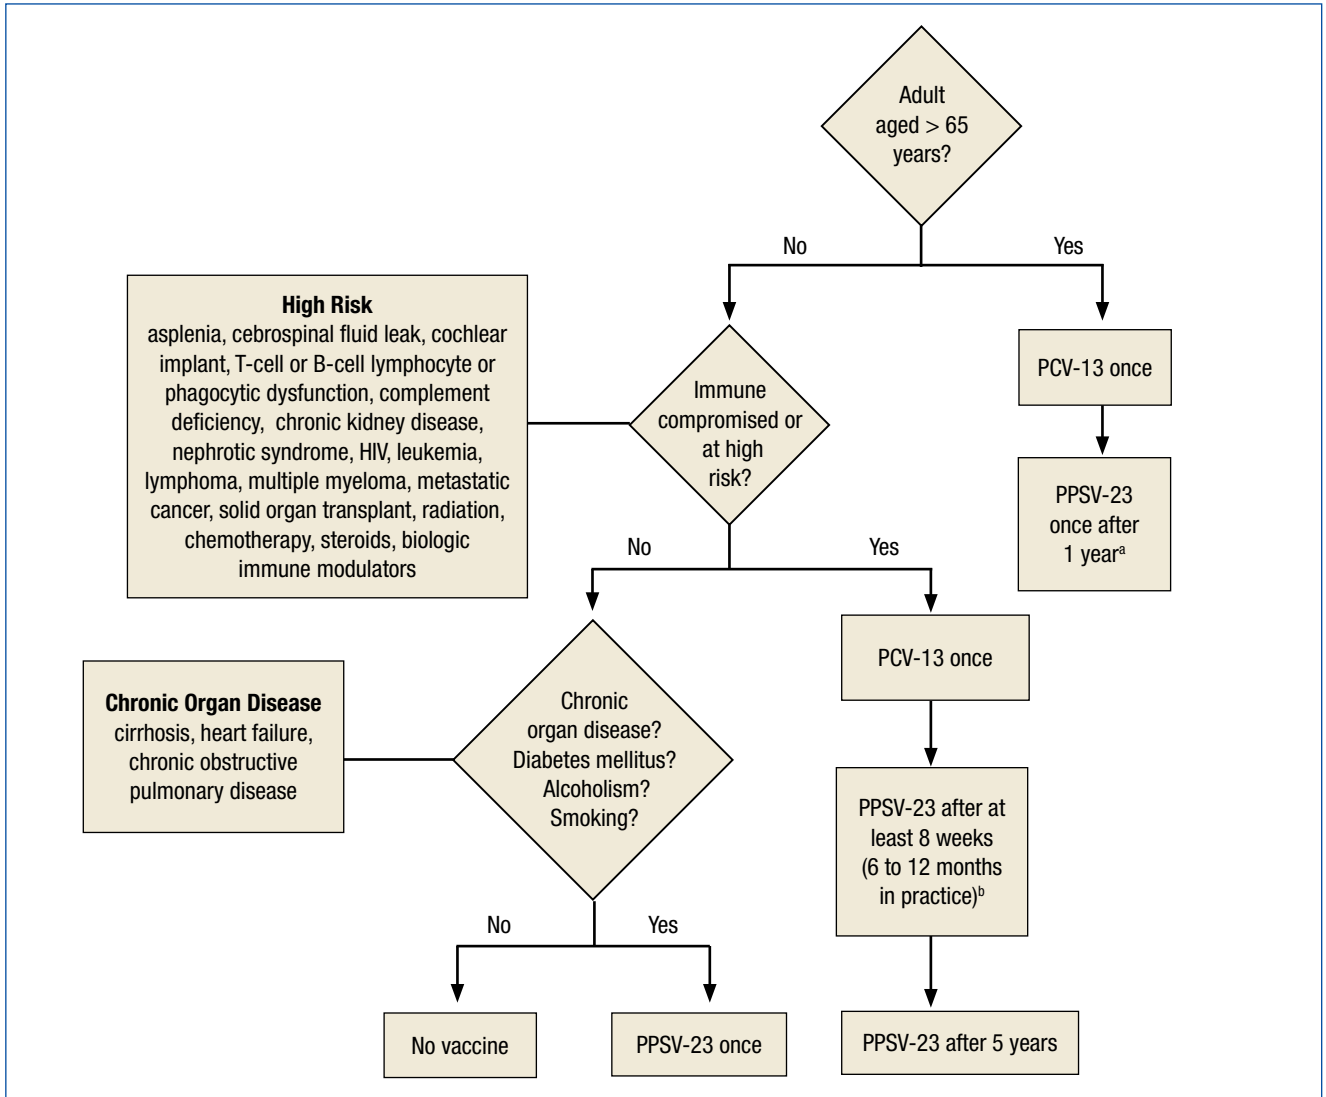 Adult
aged > 65
years?
No
Yes
High Risk
asplenia, cebrospinal fluid leak, cochlear
implant, T-cell or B-cell lymphocyte or
phagocytic dysfunction, complement
deficiency, chronic kidney disease,
nephrotic syndrome, HIV, leukemia,
lymphoma, multiple myeloma, metastatic
cancer, solid organ transplant, radiation,
chemotherapy, steroids, biologic
immune modulators
Immune
compromised or
at high
risk?
PCV-13 once
PPSV-23
once after
1 yearᵃ
No
Yes
Chronic Organ Disease
cirrhosis, heart failure,
chronic obstructive
pulmonary disease
Chronic
organ disease?
Diabetes mellitus?
Alcoholism?
Smoking?
PCV-13 once
PPSV-23 after at
least 8 weeks
(6 to 12 months
in practice)ᵇ
No
Yes
No vaccine
PPSV-23 once
PPSV-23 after 5 years